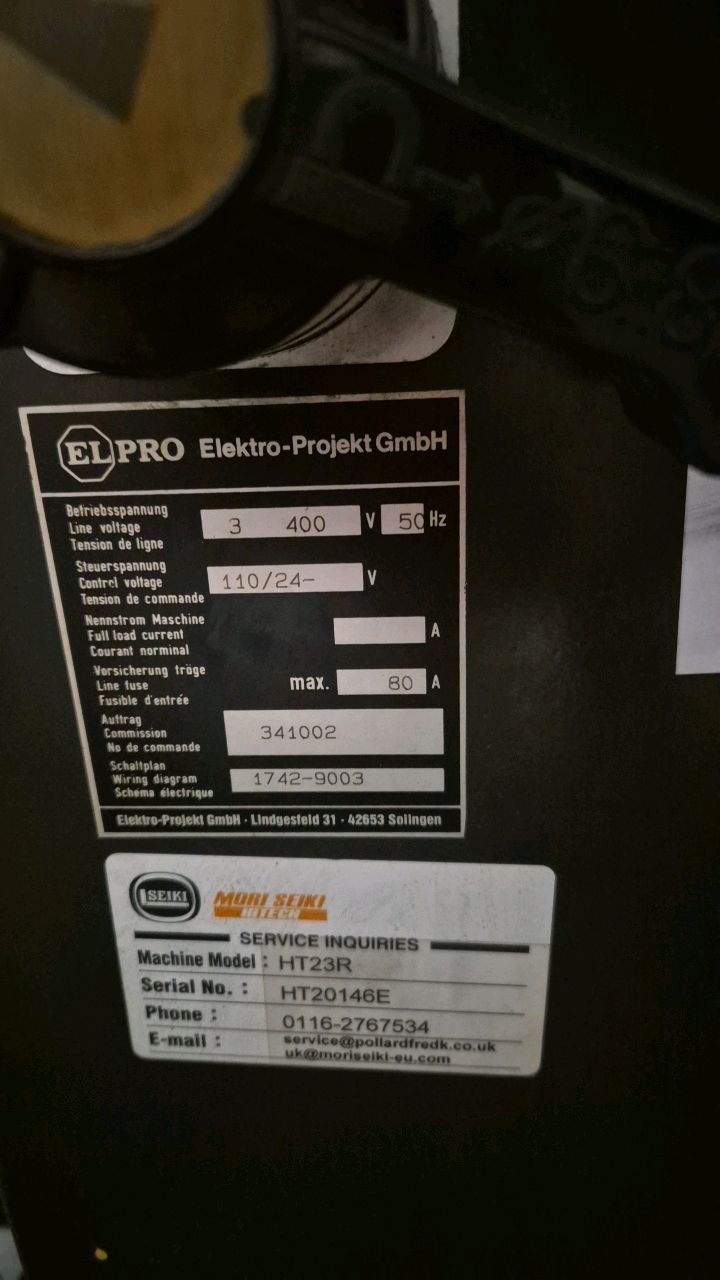 ELPRO Elektro-Projekt GmbH
Betriebsspannung
Line voltage 3 400 V 50 Hz
Tension de ligne
Steuerspannung
Control voltage 110/24- V
Tension de commande
Nennstrom Maschine
Full load current A
Courant norminal
Vorsicherung träge
Line fuse max. 80 A
Fusible d'entrée
Auftrag
Commission 341002
No de commande
Schaltplan
Wiring diagram 1742-9003
Schema électrique
Elektro-Projekt GmbH · Lindgesfeld 31 · 42653 Solingen
SEIKI MORI SEIKI
HITECH
SERVICE INQUIRIES
Machine Model : HT23R
Serial No. : HT20146E
Phone : 0116-2767534
E-mail : service@pollardfredk.co.uk
uk@moriseiki-eu.com